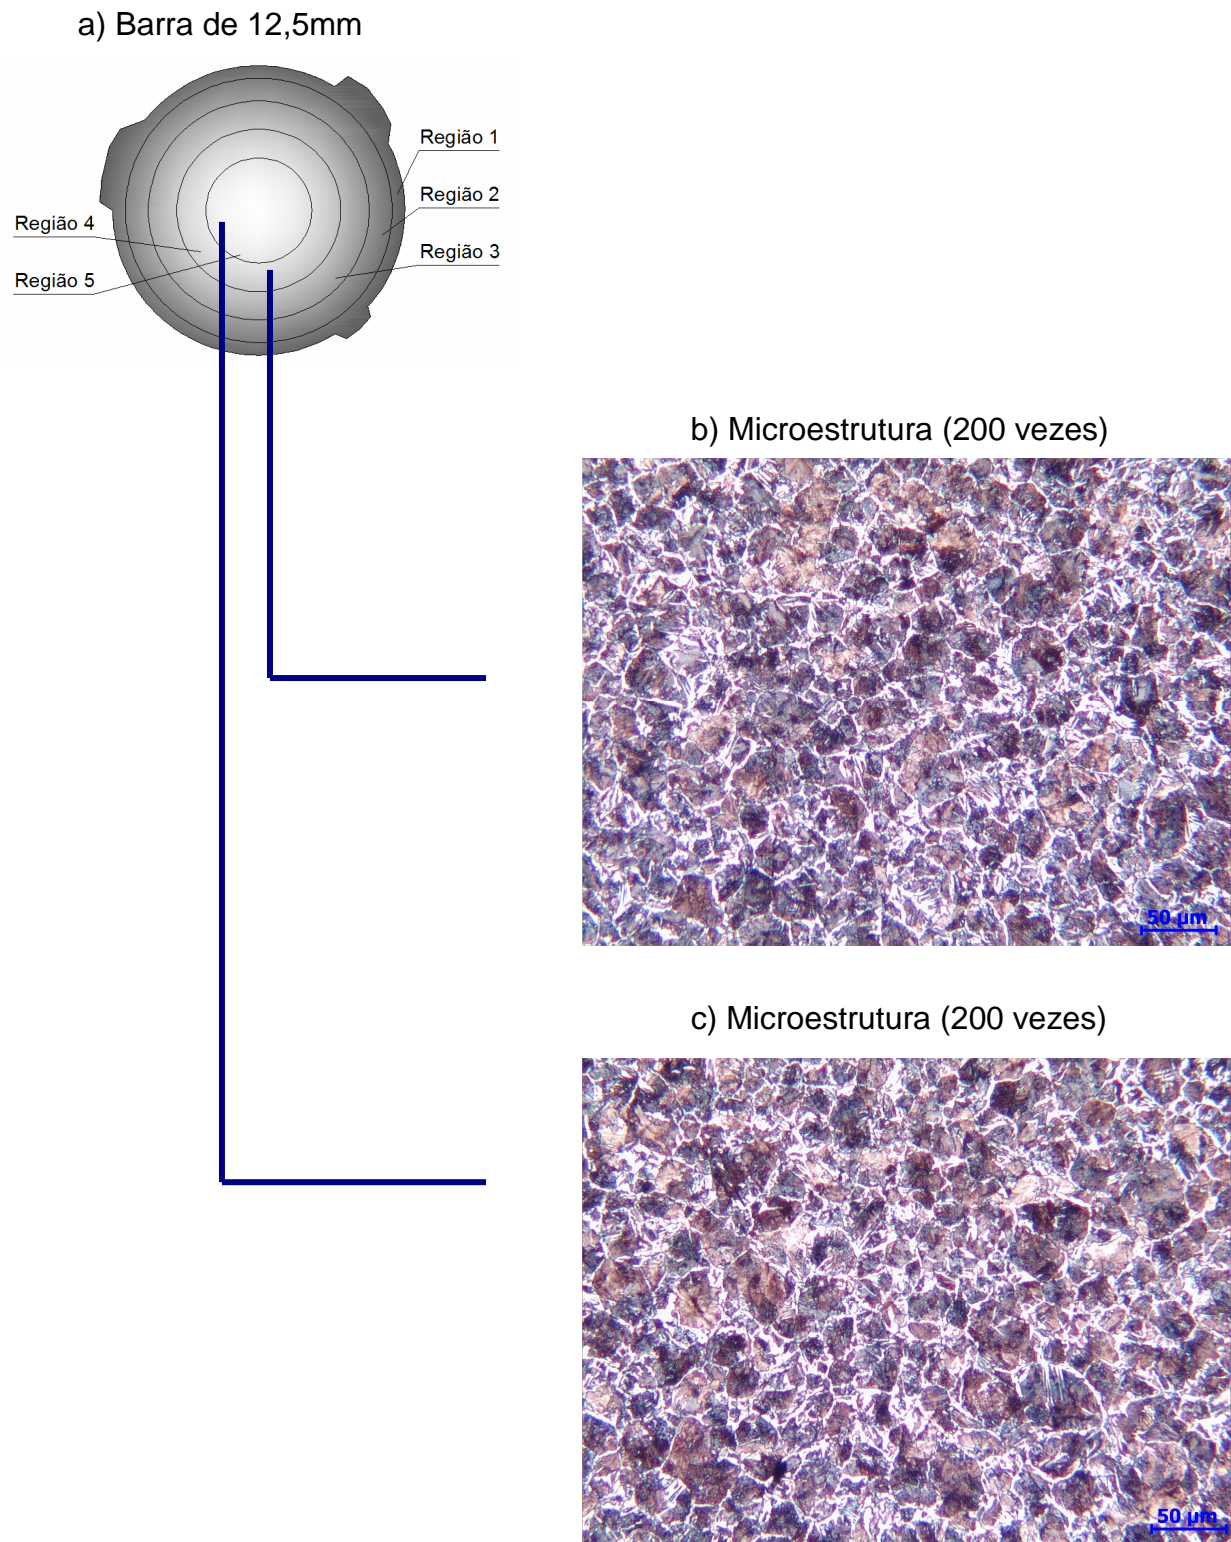 a) Barra de 12,5mm
Região 1
Região 2
Região 4
Região 3
Região 5
b) Microestrutura (200 vezes)
50 µm
c) Microestrutura (200 vezes)
50 µm